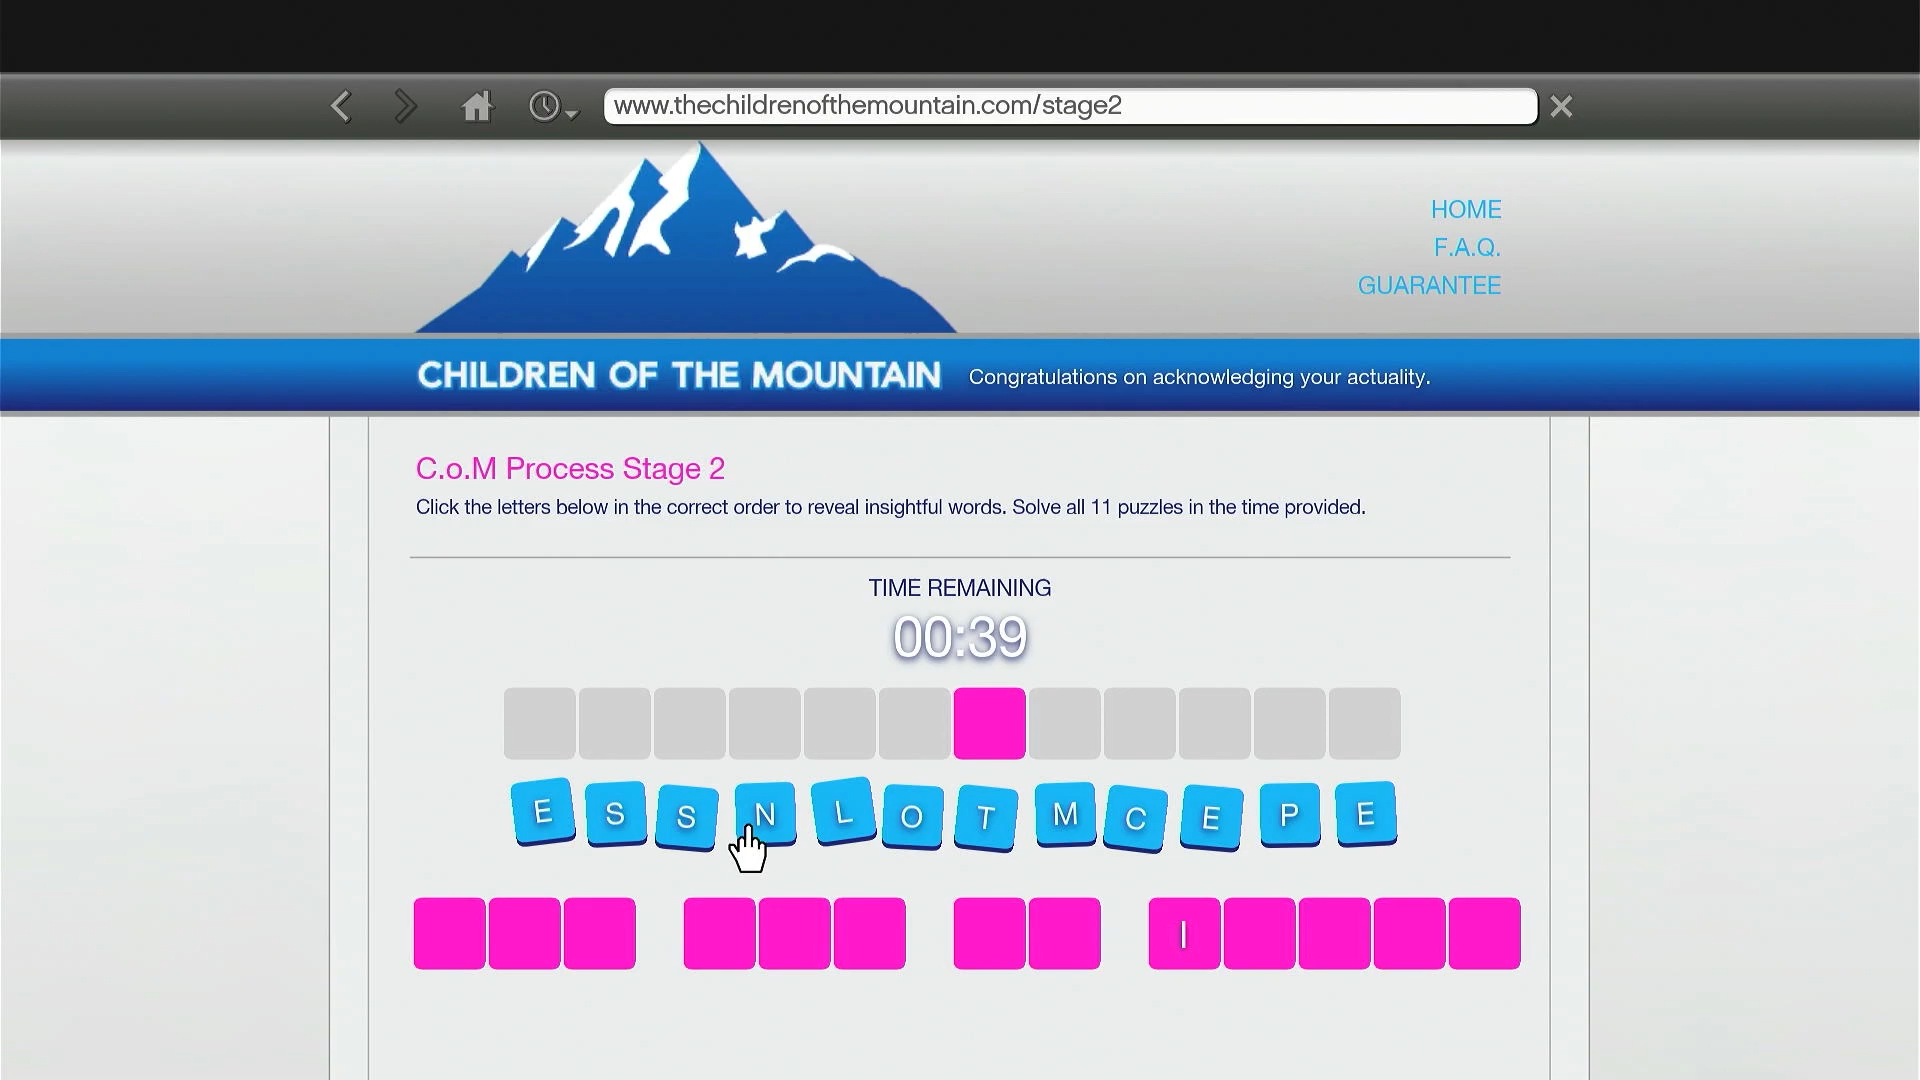 www.thechildrenofthemountain.com/stage2
HOME
F.A.Q.
GUARANTEE
CHILDREN OF THE MOUNTAIN Congratulations on acknowledging your actuality.
C.o.M Process Stage 2
Click the letters below in the correct order to reveal insightful words. Solve all 11 puzzles in the time provided.
TIME REMAINING
00:39
E S S N L O T M C E P E
I